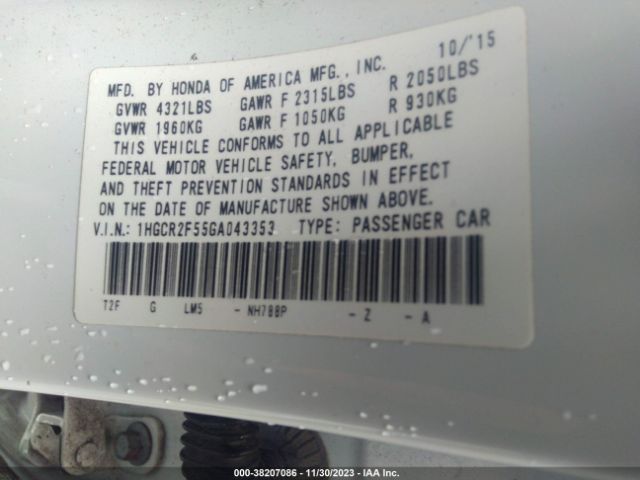 10/'15
MFD. BY HONDA OF AMERICA MFG., INC.
GVWR 4321LBS GAWR F 2315LBS R 2050LBS
GVWR 1960KG GAWR F 1050KG R 930KG
THIS VEHICLE CONFORMS TO ALL APPLICABLE
FEDERAL MOTOR VEHICLE SAFETY, BUMPER,
AND THEFT PREVENTION STANDARDS IN EFFECT
ON THE DATE OF MANUFACTURE SHOWN ABOVE.
V.I.N.: 1HGCR2F55GA043353 TYPE: PASSENGER CAR
T2F G LM5 - NH788P - Z - A
000-38207086 - 11/30/2023 - IAA Inc.